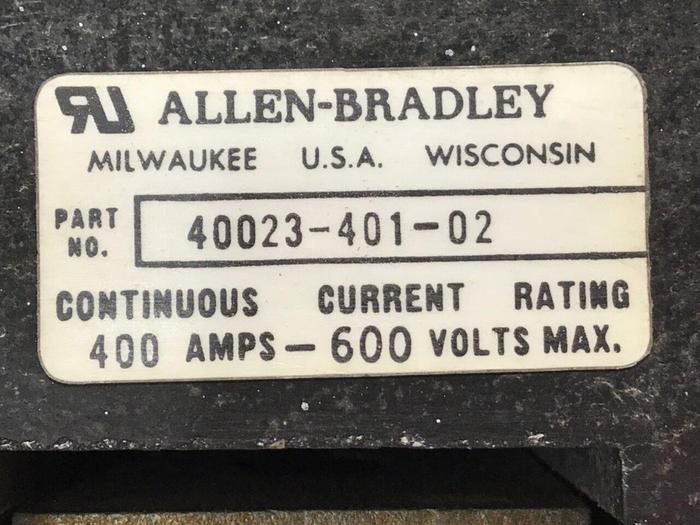 ALLEN-BRADLEY
MILWAUKEE U.S.A. WISCONSIN
PART NO. 40023-401-02
CONTINUOUS CURRENT RATING
400 AMPS - 600 VOLTS MAX.